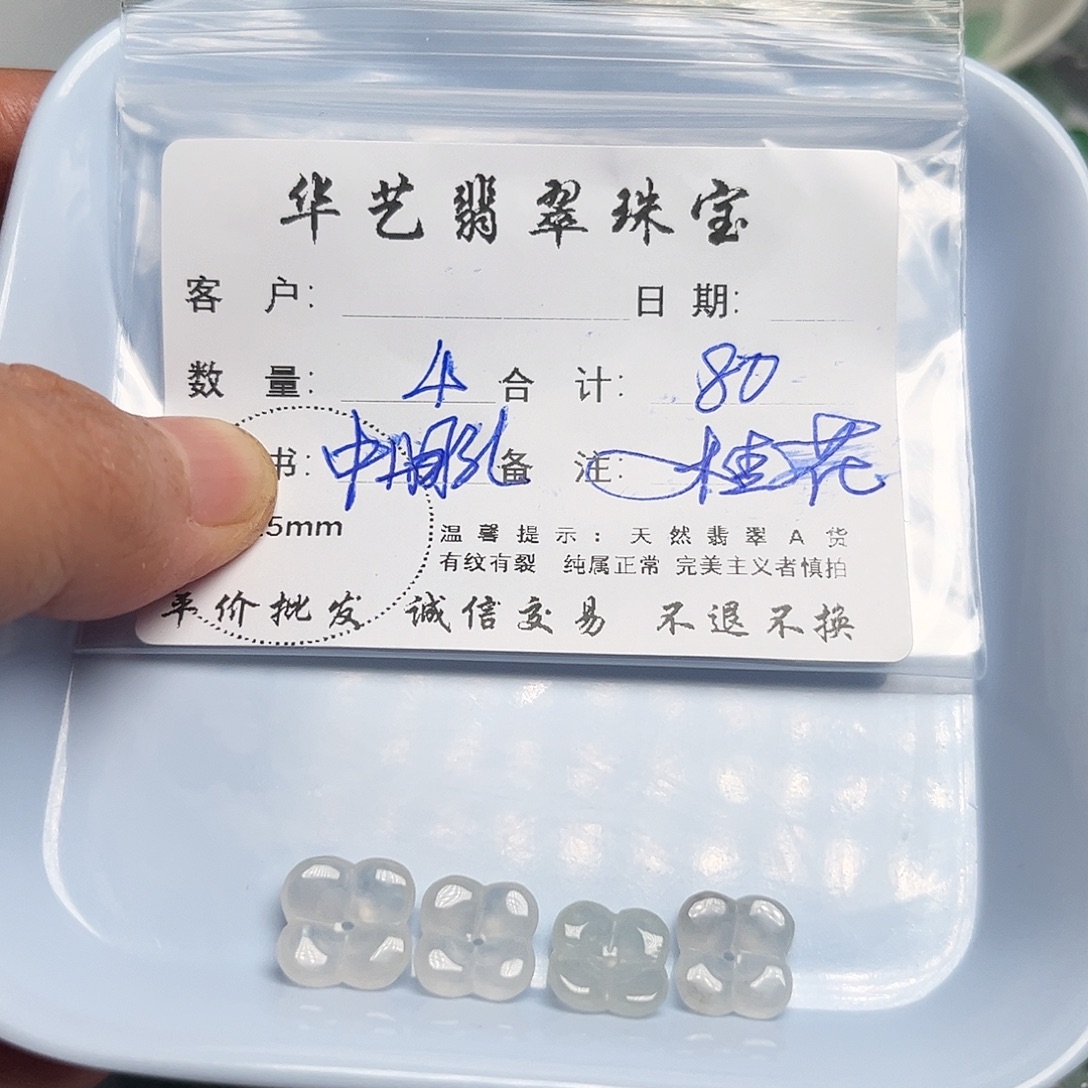 华艺翡翠珠宝
客 户： 日 期：
数 量： 4 合 计： 80
书： 备 注： 桂花
5mm
温馨提示：天然翡翠A货
有纹有裂 纯属正常 完美主义者慎拍
平价批发 诚信交易 不退不换